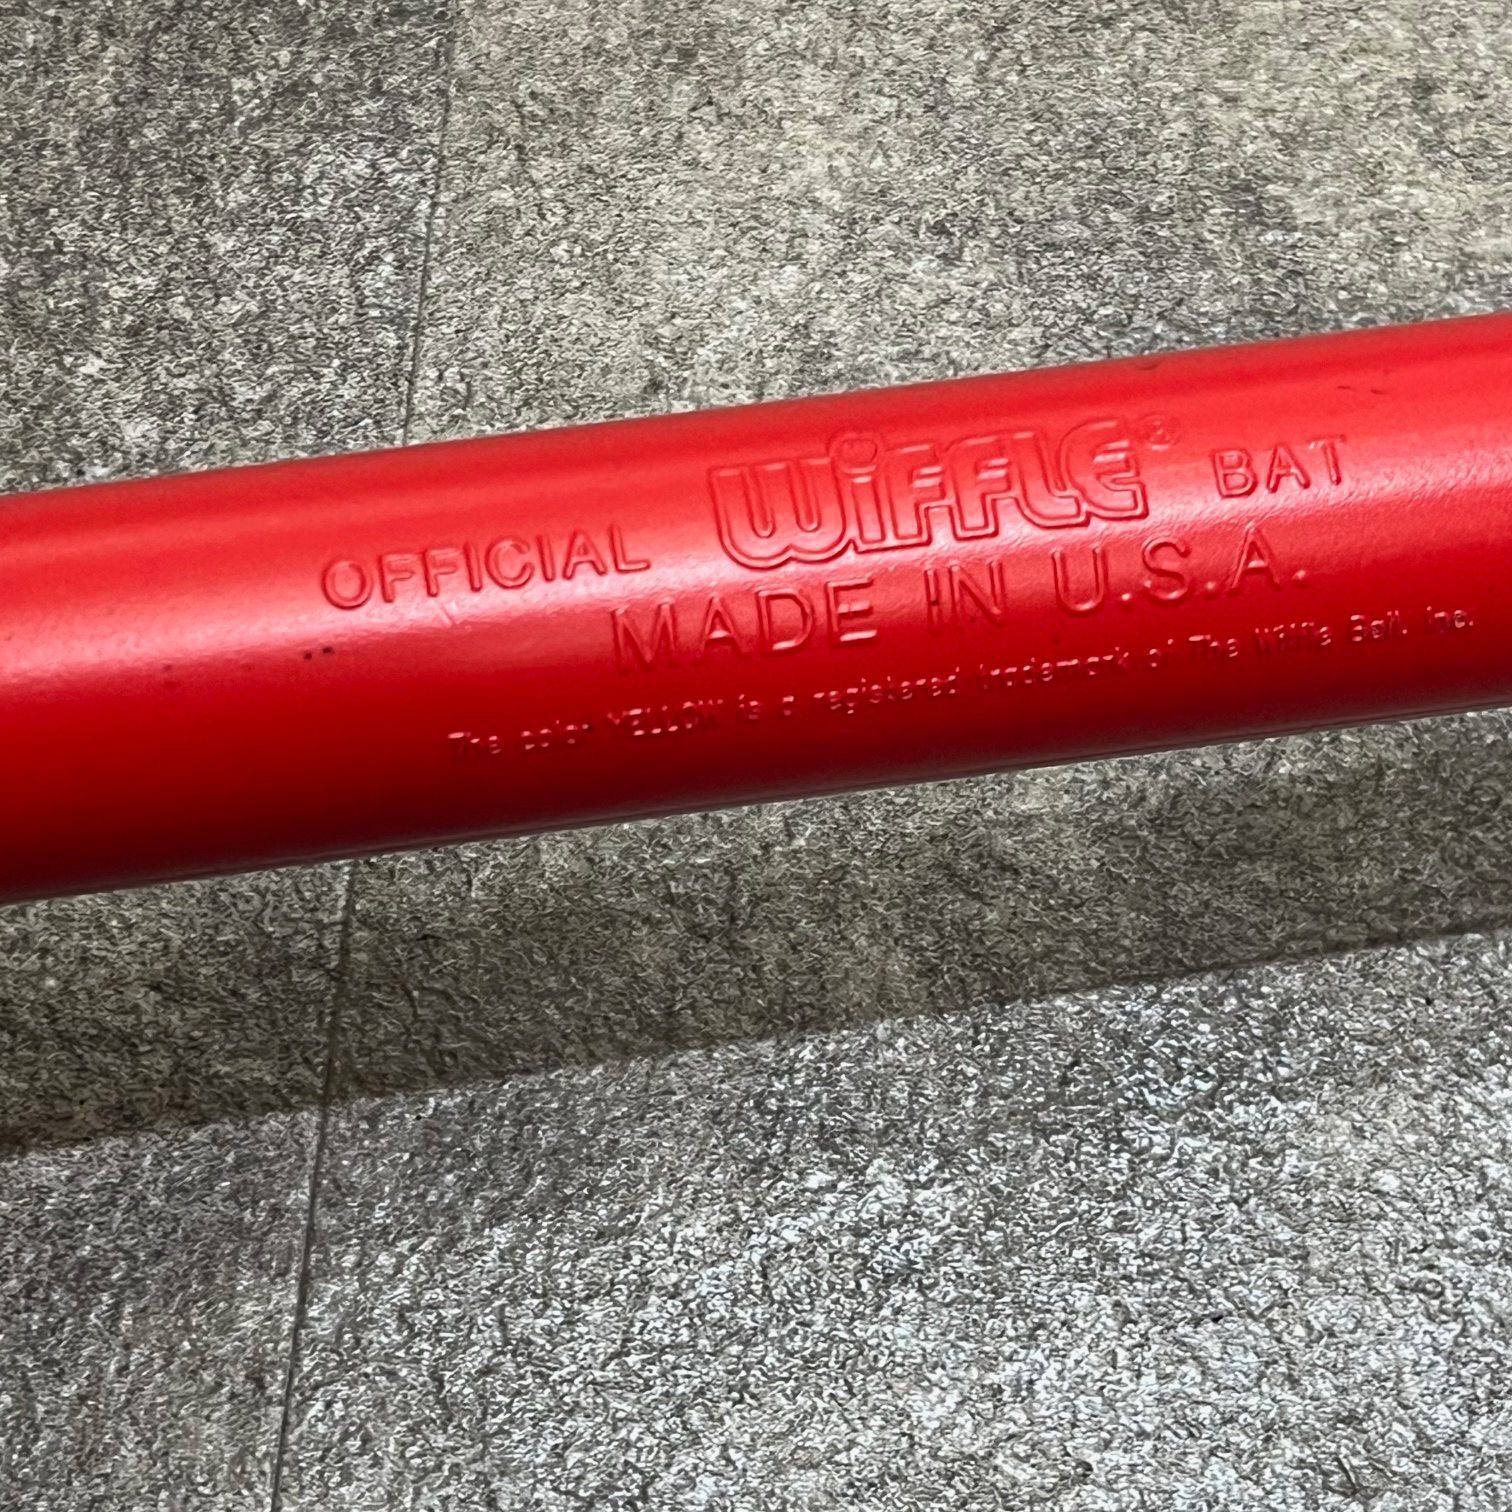 OFFICIAL WiFFLE® BAT
MADE IN U.S.A.
The color YELLOW is a registered trademark of The Wiffle Ball, Inc.